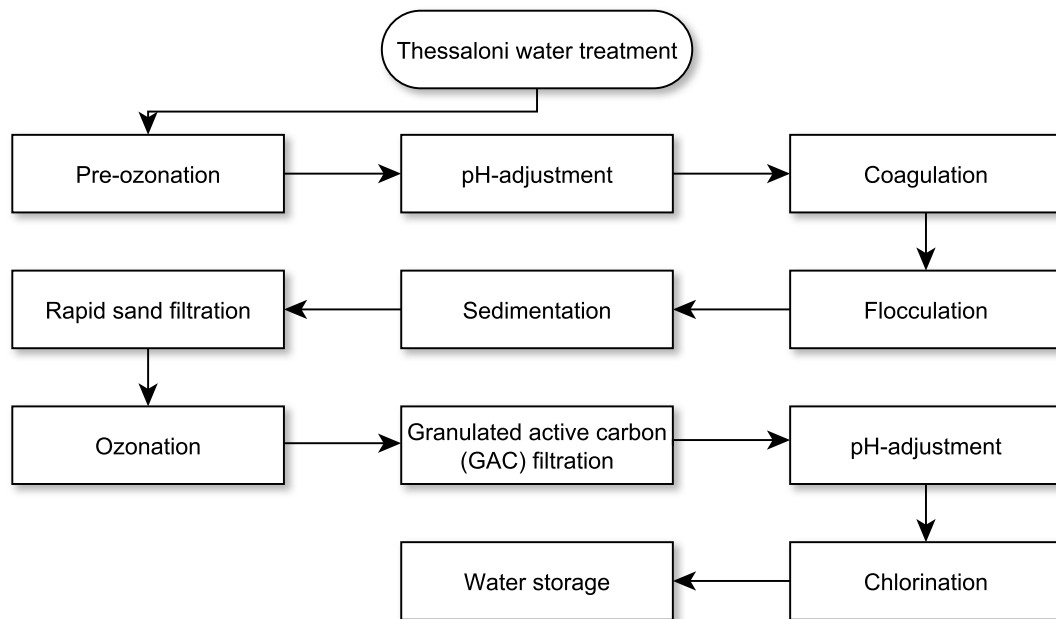 Thessaloni water treatment
Pre-ozonation
pH-adjustment
Coagulation
Flocculation
Sedimentation
Rapid sand filtration
Ozonation
Granulated active carbon
(GAC) filtration
pH-adjustment
Chlorination
Water storage